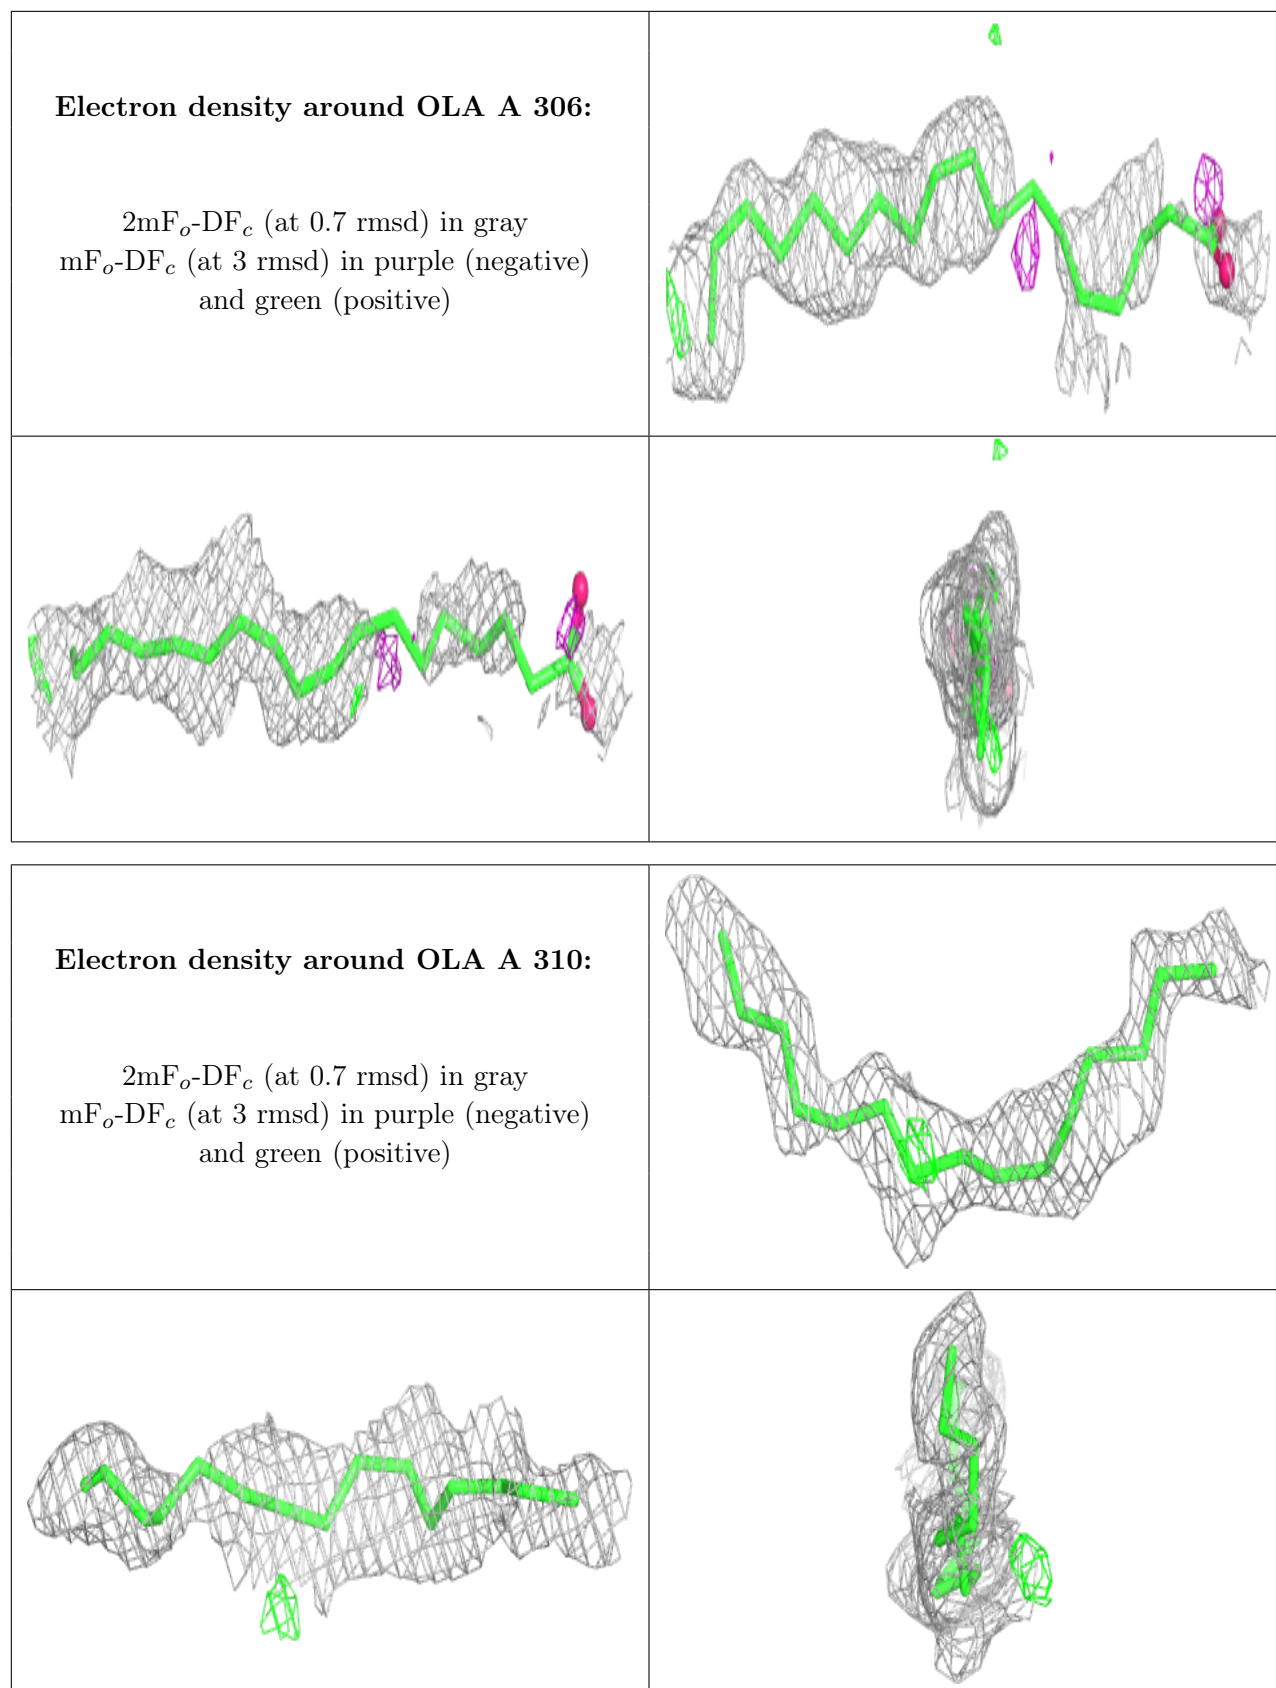 Electron density around OLA A 306:
2mFo-DFc (at 0.7 rmsd) in gray
mFo-DFc (at 3 rmsd) in purple (negative)
and green (positive)
Electron density around OLA A 310:
2mFo-DFc (at 0.7 rmsd) in gray
mFo-DFc (at 3 rmsd) in purple (negative)
and green (positive)